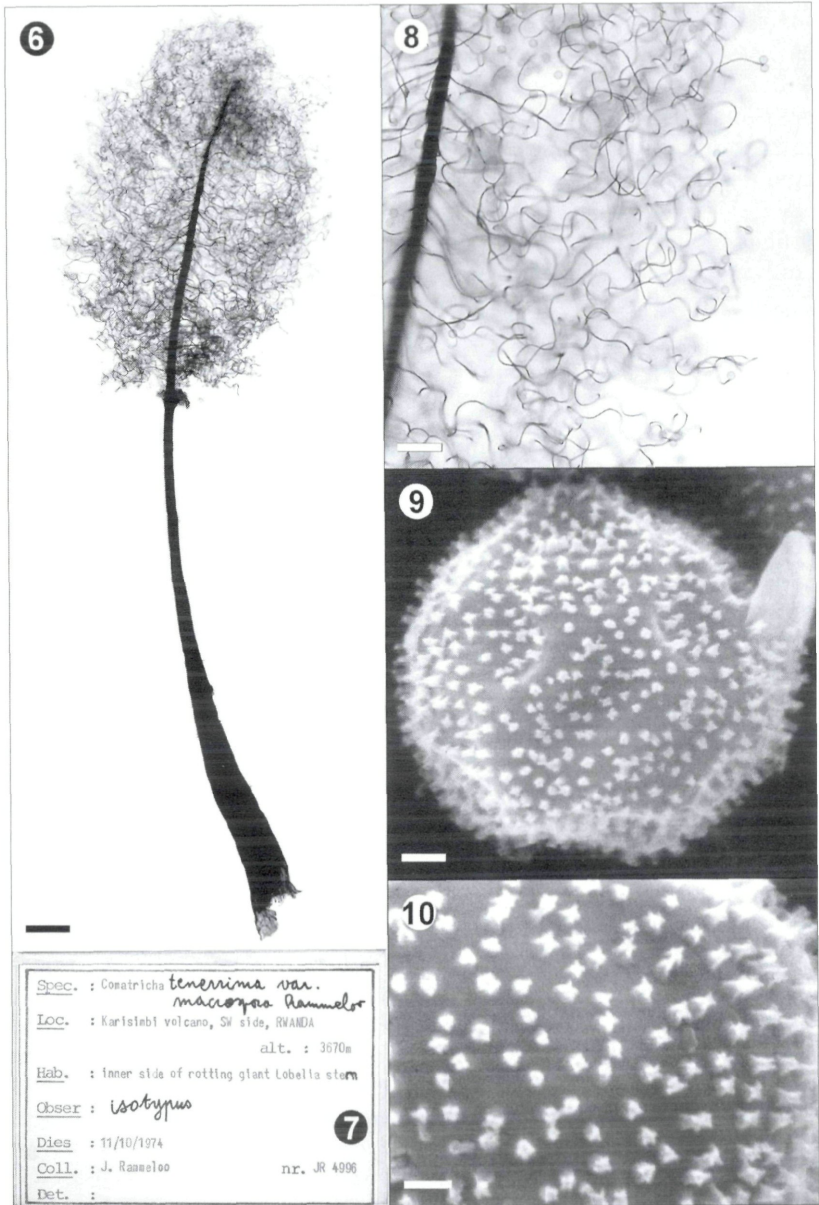 6
8
9
10
Spec. : Comatricha tenerrima var.
macrospora Rammeloo
Loc. : Karisimbi volcano, SW side, RWANDA
alt. : 3670m
Hab. : inner side of rotting giant Lobelia stem
Obser : isotypus
7
Dies : 11/10/1974
Coll. : J. Rammeloo nr. JR 4996
Det. :